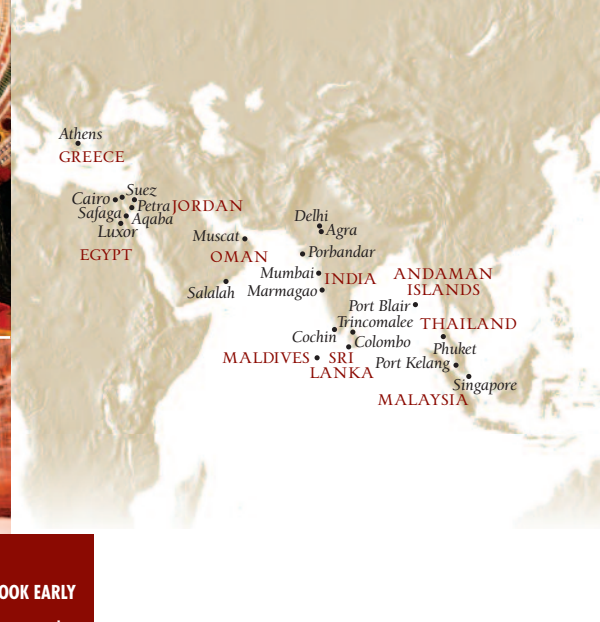 Athens
GREECE
Suez
Cairo
Petra
JORDAN
Safaga
Aqaba
Luxor
EGYPT
Muscat
OMAN
Salalah
Delhi
Agra
Porbandar
Mumbai
INDIA
Marmagao
ANDAMAN
ISLANDS
Port Blair
Trincomalee
THAILAND
Cochin
Colombo
Phuket
MALDIVES
SRI
LANKA
Port Kelang
Singapore
MALAYSIA
OOK EARLY